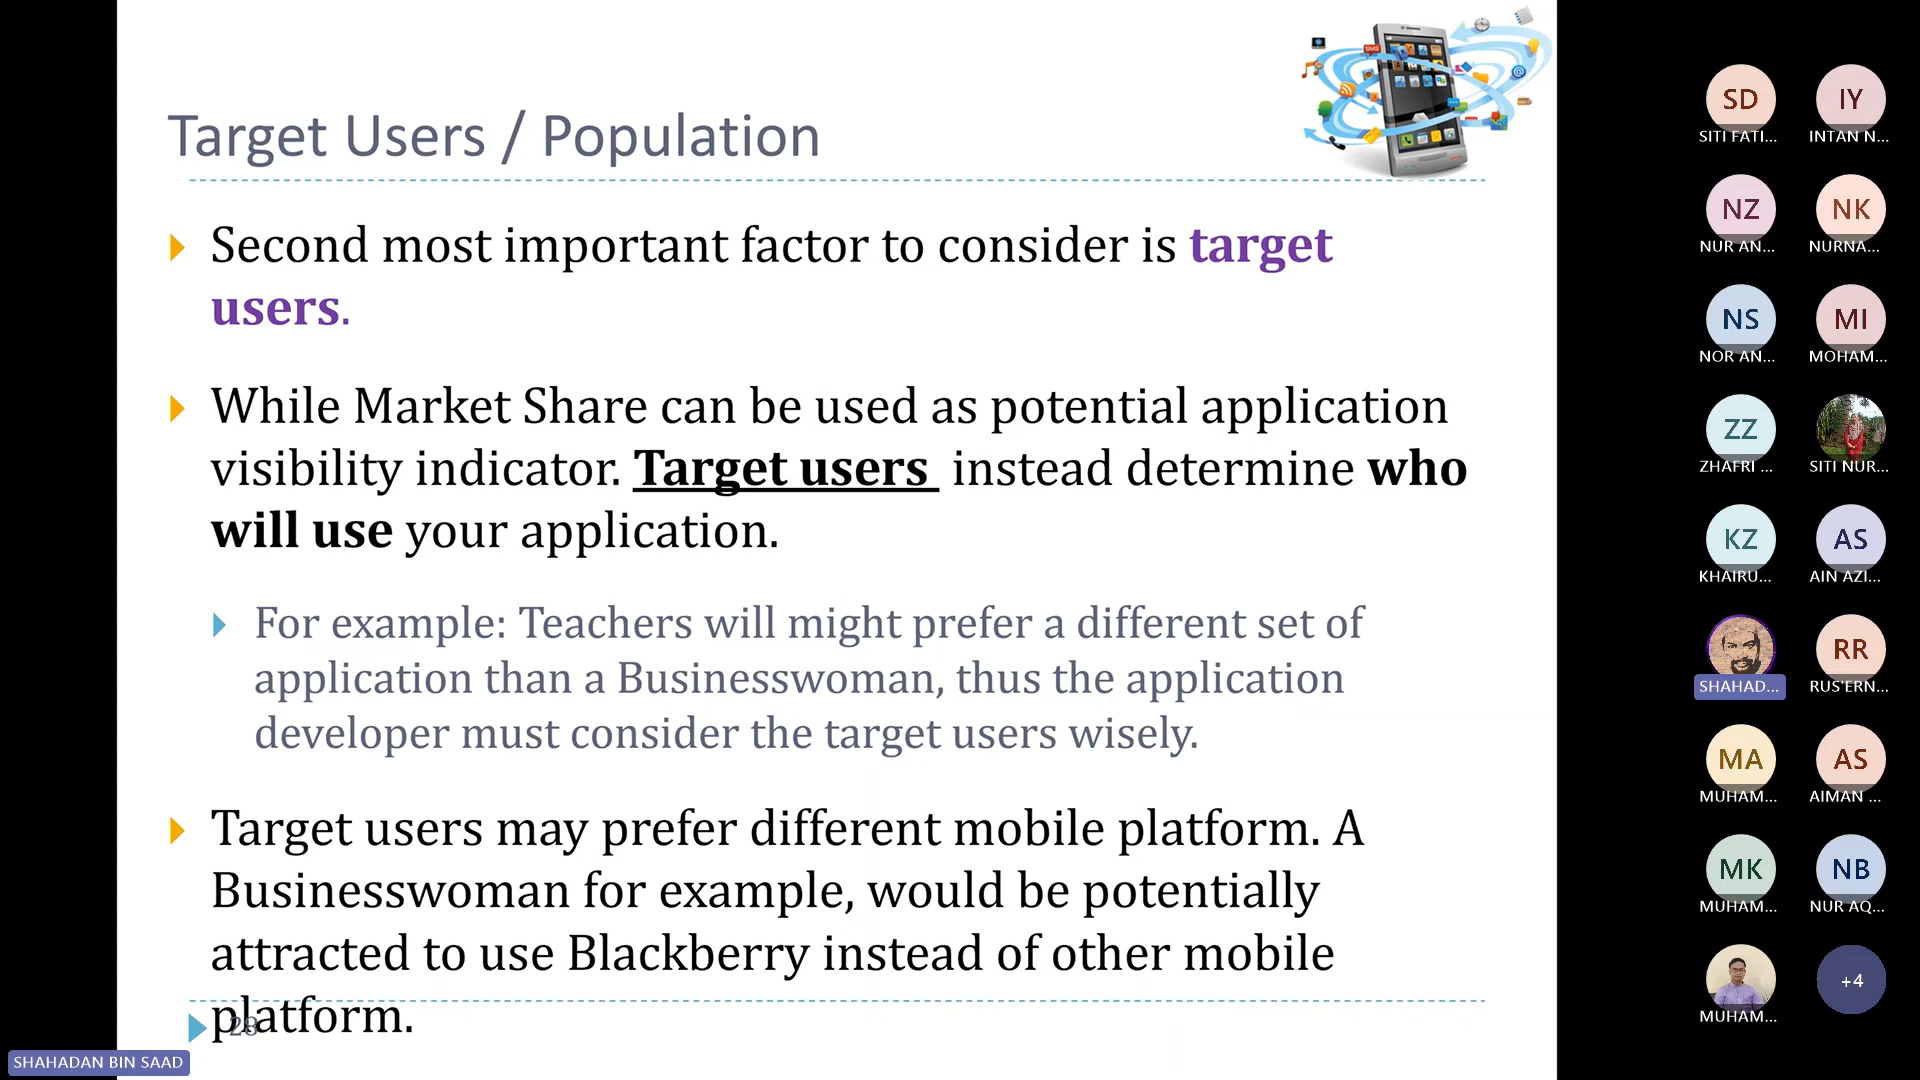 Target Users / Population
Second most important factor to consider is target
users.
While Market Share can be used as potential application
visibility indicator. Target users instead determine who
will use your application.
For example: Teachers will might prefer a different set of
application than a Businesswoman, thus the application
developer must consider the target users wisely.
Target users may prefer different mobile platform. A
Businesswoman for example, would be potentially
attracted to use Blackberry instead of other mobile
platform.
28
SHAHADAN BIN SAAD
SD
IY
SITI FATI...
INTAN N...
NZ
NK
NUR AN...
NURNA...
NS
MI
NOR AN...
MOHAM...
ZZ
ZHAFRI ...
SITI NUR...
KZ
AS
KHAIRU...
AIN AZI...
RR
SHAHAD...
RUS'ERN...
MA
AS
MUHAM...
AIMAN ...
MK
NB
MUHAM...
NUR AQ...
+4
MUHAM...